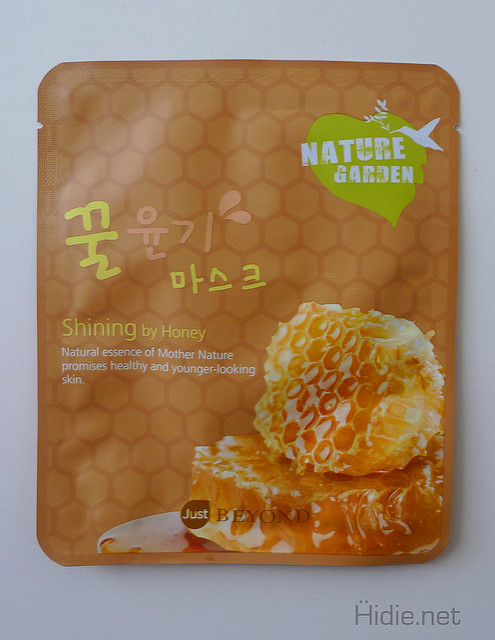 NATURE
GARDEN
꿀 윤기
마스크
Shining by Honey
Natural essence of Mother Nature
promises healthy and younger-looking
skin.
Just BEYOND
Hidie.net